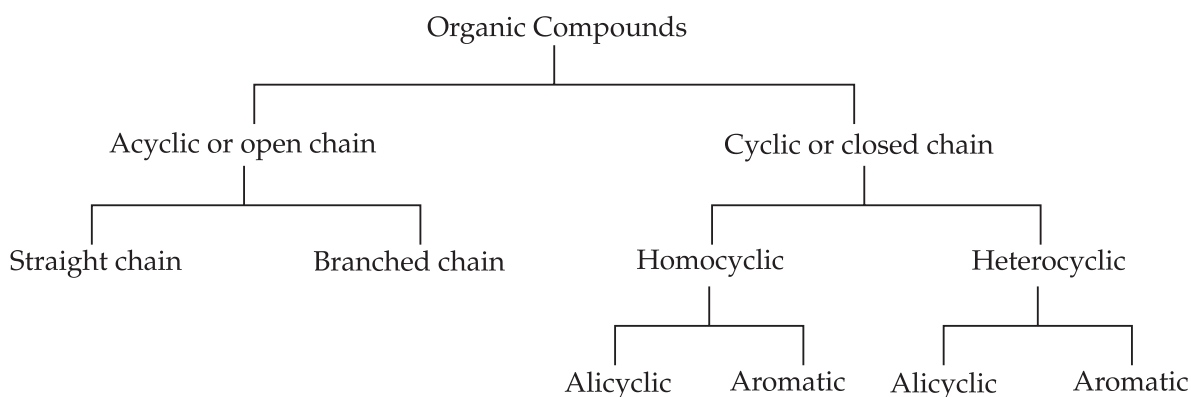 Organic Compounds
Acyclic or open chain
Cyclic or closed chain
Straight chain
Branched chain
Homocyclic
Heterocyclic
Alicyclic
Aromatic
Alicyclic
Aromatic